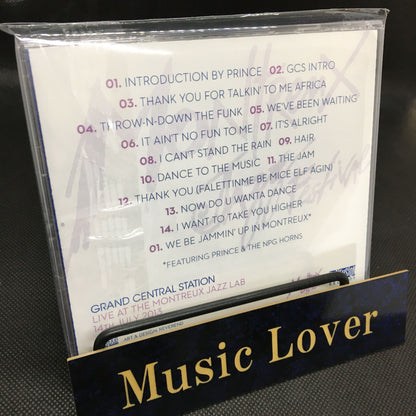 01. INTRODUCTION BY PRINCE 02. GCS INTRO
03. THANK YOU FOR TALKIN' TO ME AFRICA
04. THROW-N-DOWN THE FUNK 05. WE'VE BEEN WAITING
06. IT AIN'T NO FUN TO ME 07. IT'S ALRIGHT
08. I CAN'T STAND THE RAIN 09. HAIR
10. DANCE TO THE MUSIC 11. THE JAM
12. THANK YOU (FALETTINME BE MICE ELF AGIN)
13. NOW DO U WANTA DANCE
14. I WANT TO TAKE YOU HIGHER
01. WE BE JAMMIN' UP IN MONTREUX*
*FEATURING PRINCE & THE NPG HORNS
GRAND CENTRAL STATION
LIVE AT THE MONTREUX JAZZ LAB
14TH JULY 2013
ART & DESIGN: REVEREND
Music Lover